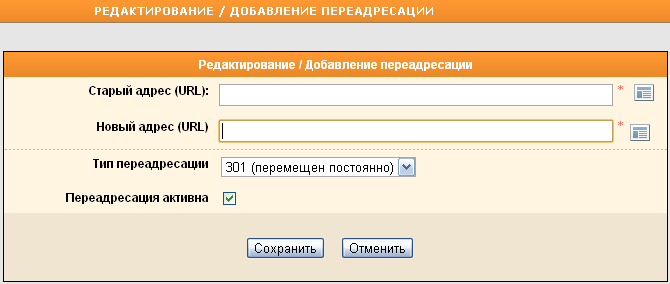 РЕДАКТИРОВАНИЕ / ДОБАВЛЕНИЕ ПЕРЕАДРЕСАЦИИ
Редактирование / Добавление переадресации
Старый адрес (URL): *
Новый адрес (URL) *
Тип переадресации 301 (перемещен постоянно)
Переадресация активна
Сохранить Отменить